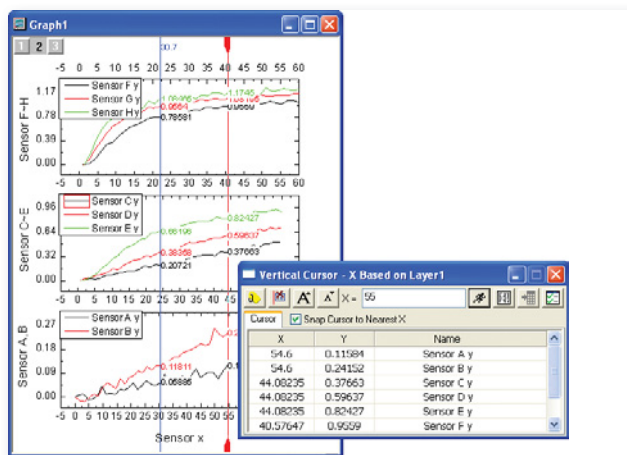 Graph1
1 2 3
-5 0 5 10 15 20 25 30 35 40 45 50 55 60
Sensor F~H
1.17
0.78
0.39
0.00
Sensor F y
Sensor G y
Sensor H y
1.1746
0.9559
0.78581
-5 0 5 10 15 20 25 30 35 40 45 50 55 60
Sensor C~E
0.96
0.64
0.32
0.00
Sensor C y
Sensor D y
Sensor E y
0.66196
0.82427
0.38368
0.59637
0.20721
0.37663
-5 0 5 10 15 20 25 30 35 40 45
Sensor A,B
0.27
0.18
0.09
0.00
Sensor A y
Sensor B y
0.11811
0.05886
-5 0 5 10 15 20 25 30 35 40 45 50 55
Sensor x
Vertical Cursor - X Based on Layer1
A A X = 55
Cursor Snap Cursor to Nearest X
X Y Name
54.6 0.11584 Sensor A y
54.6 0.24152 Sensor B y
44.08235 0.37663 Sensor C y
44.08235 0.59637 Sensor D y
44.08235 0.82427 Sensor E y
40.57647 0.9559 Sensor F y